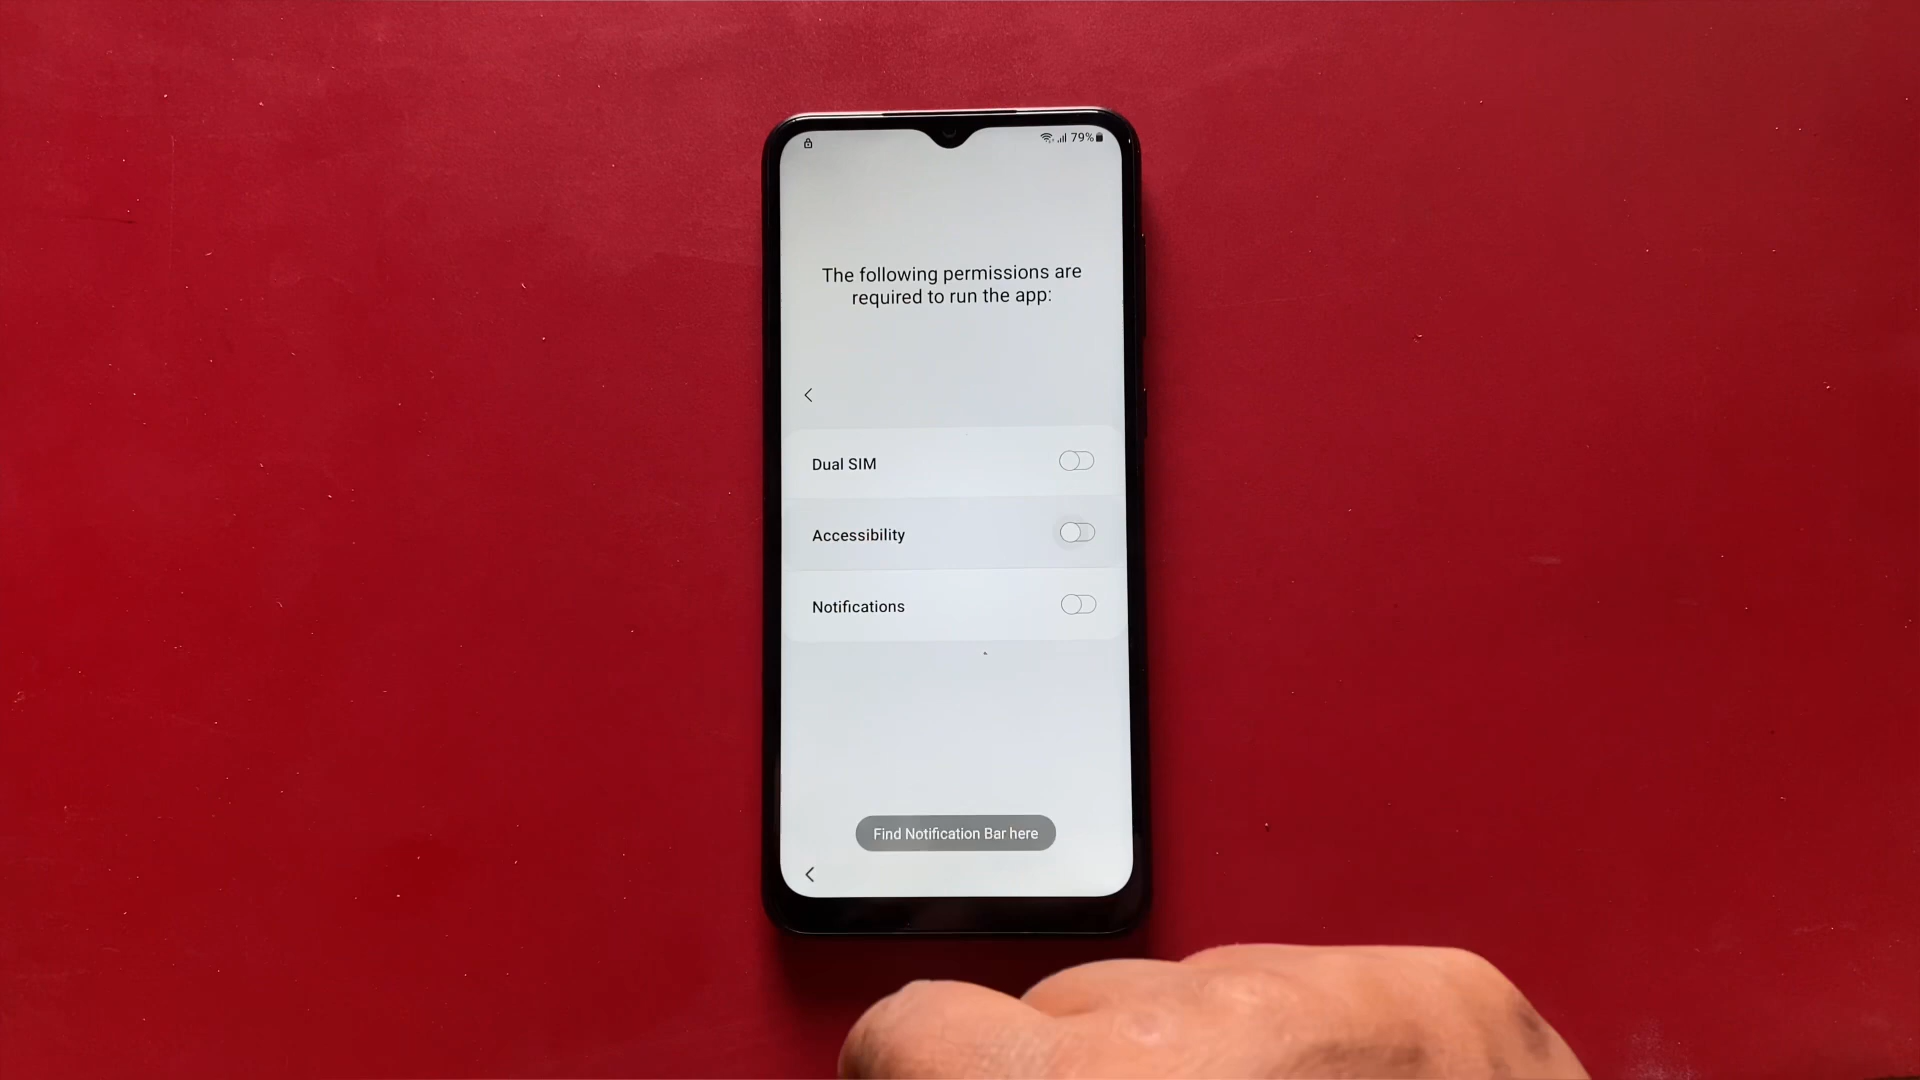 79%
The following permissions are
required to run the app:
Dual SIM
Accessibility
Notifications
Find Notification Bar here